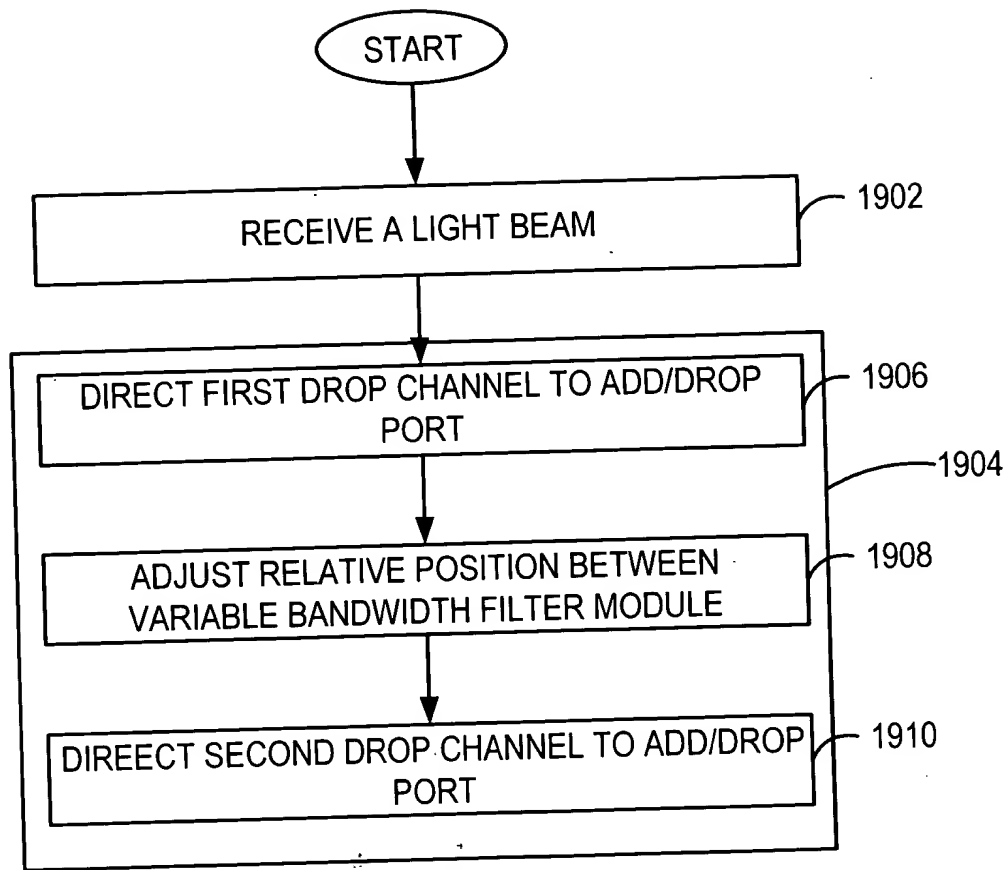 START
RECEIVE A LIGHT BEAM
1902
DIRECT FIRST DROP CHANNEL TO ADD/DROP
PORT
1906
1904
ADJUST RELATIVE POSITION BETWEEN
VARIABLE BANDWIDTH FILTER MODULE
1908
DIREECT SECOND DROP CHANNEL TO ADD/DROP
PORT
1910